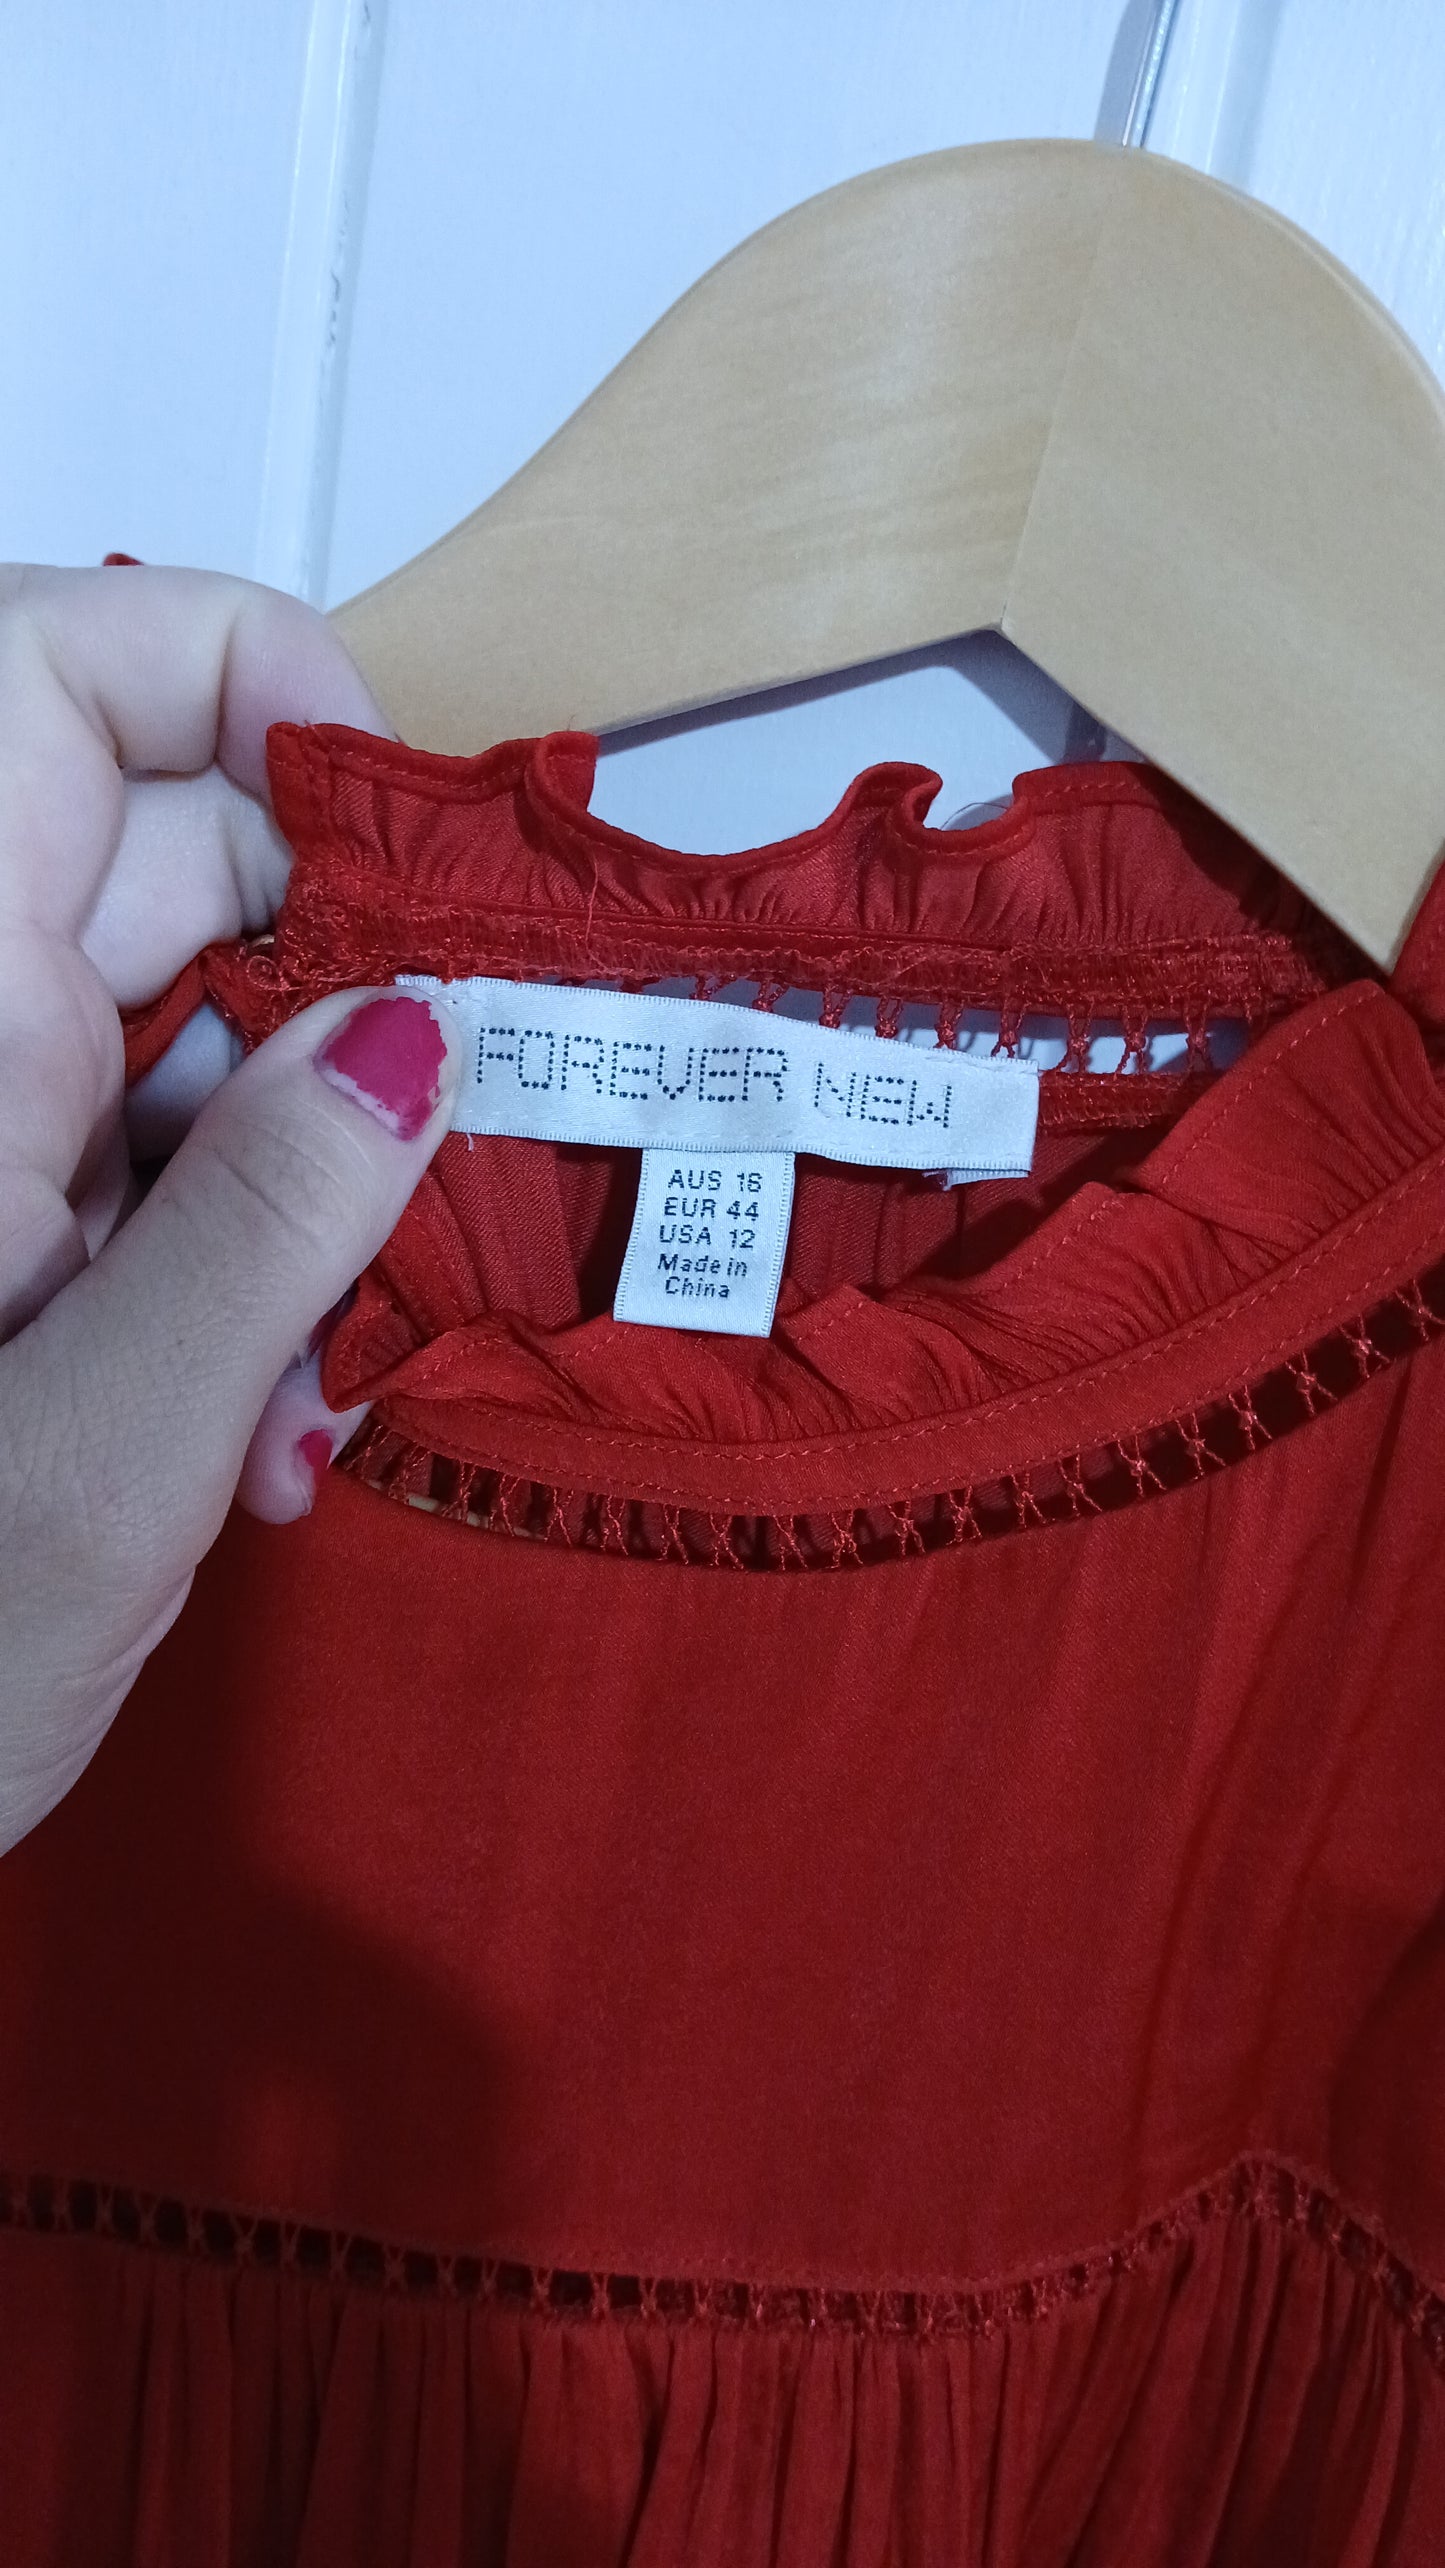 FOREVER NEW
AUS 16
EUR 44
USA 12
Made in
China